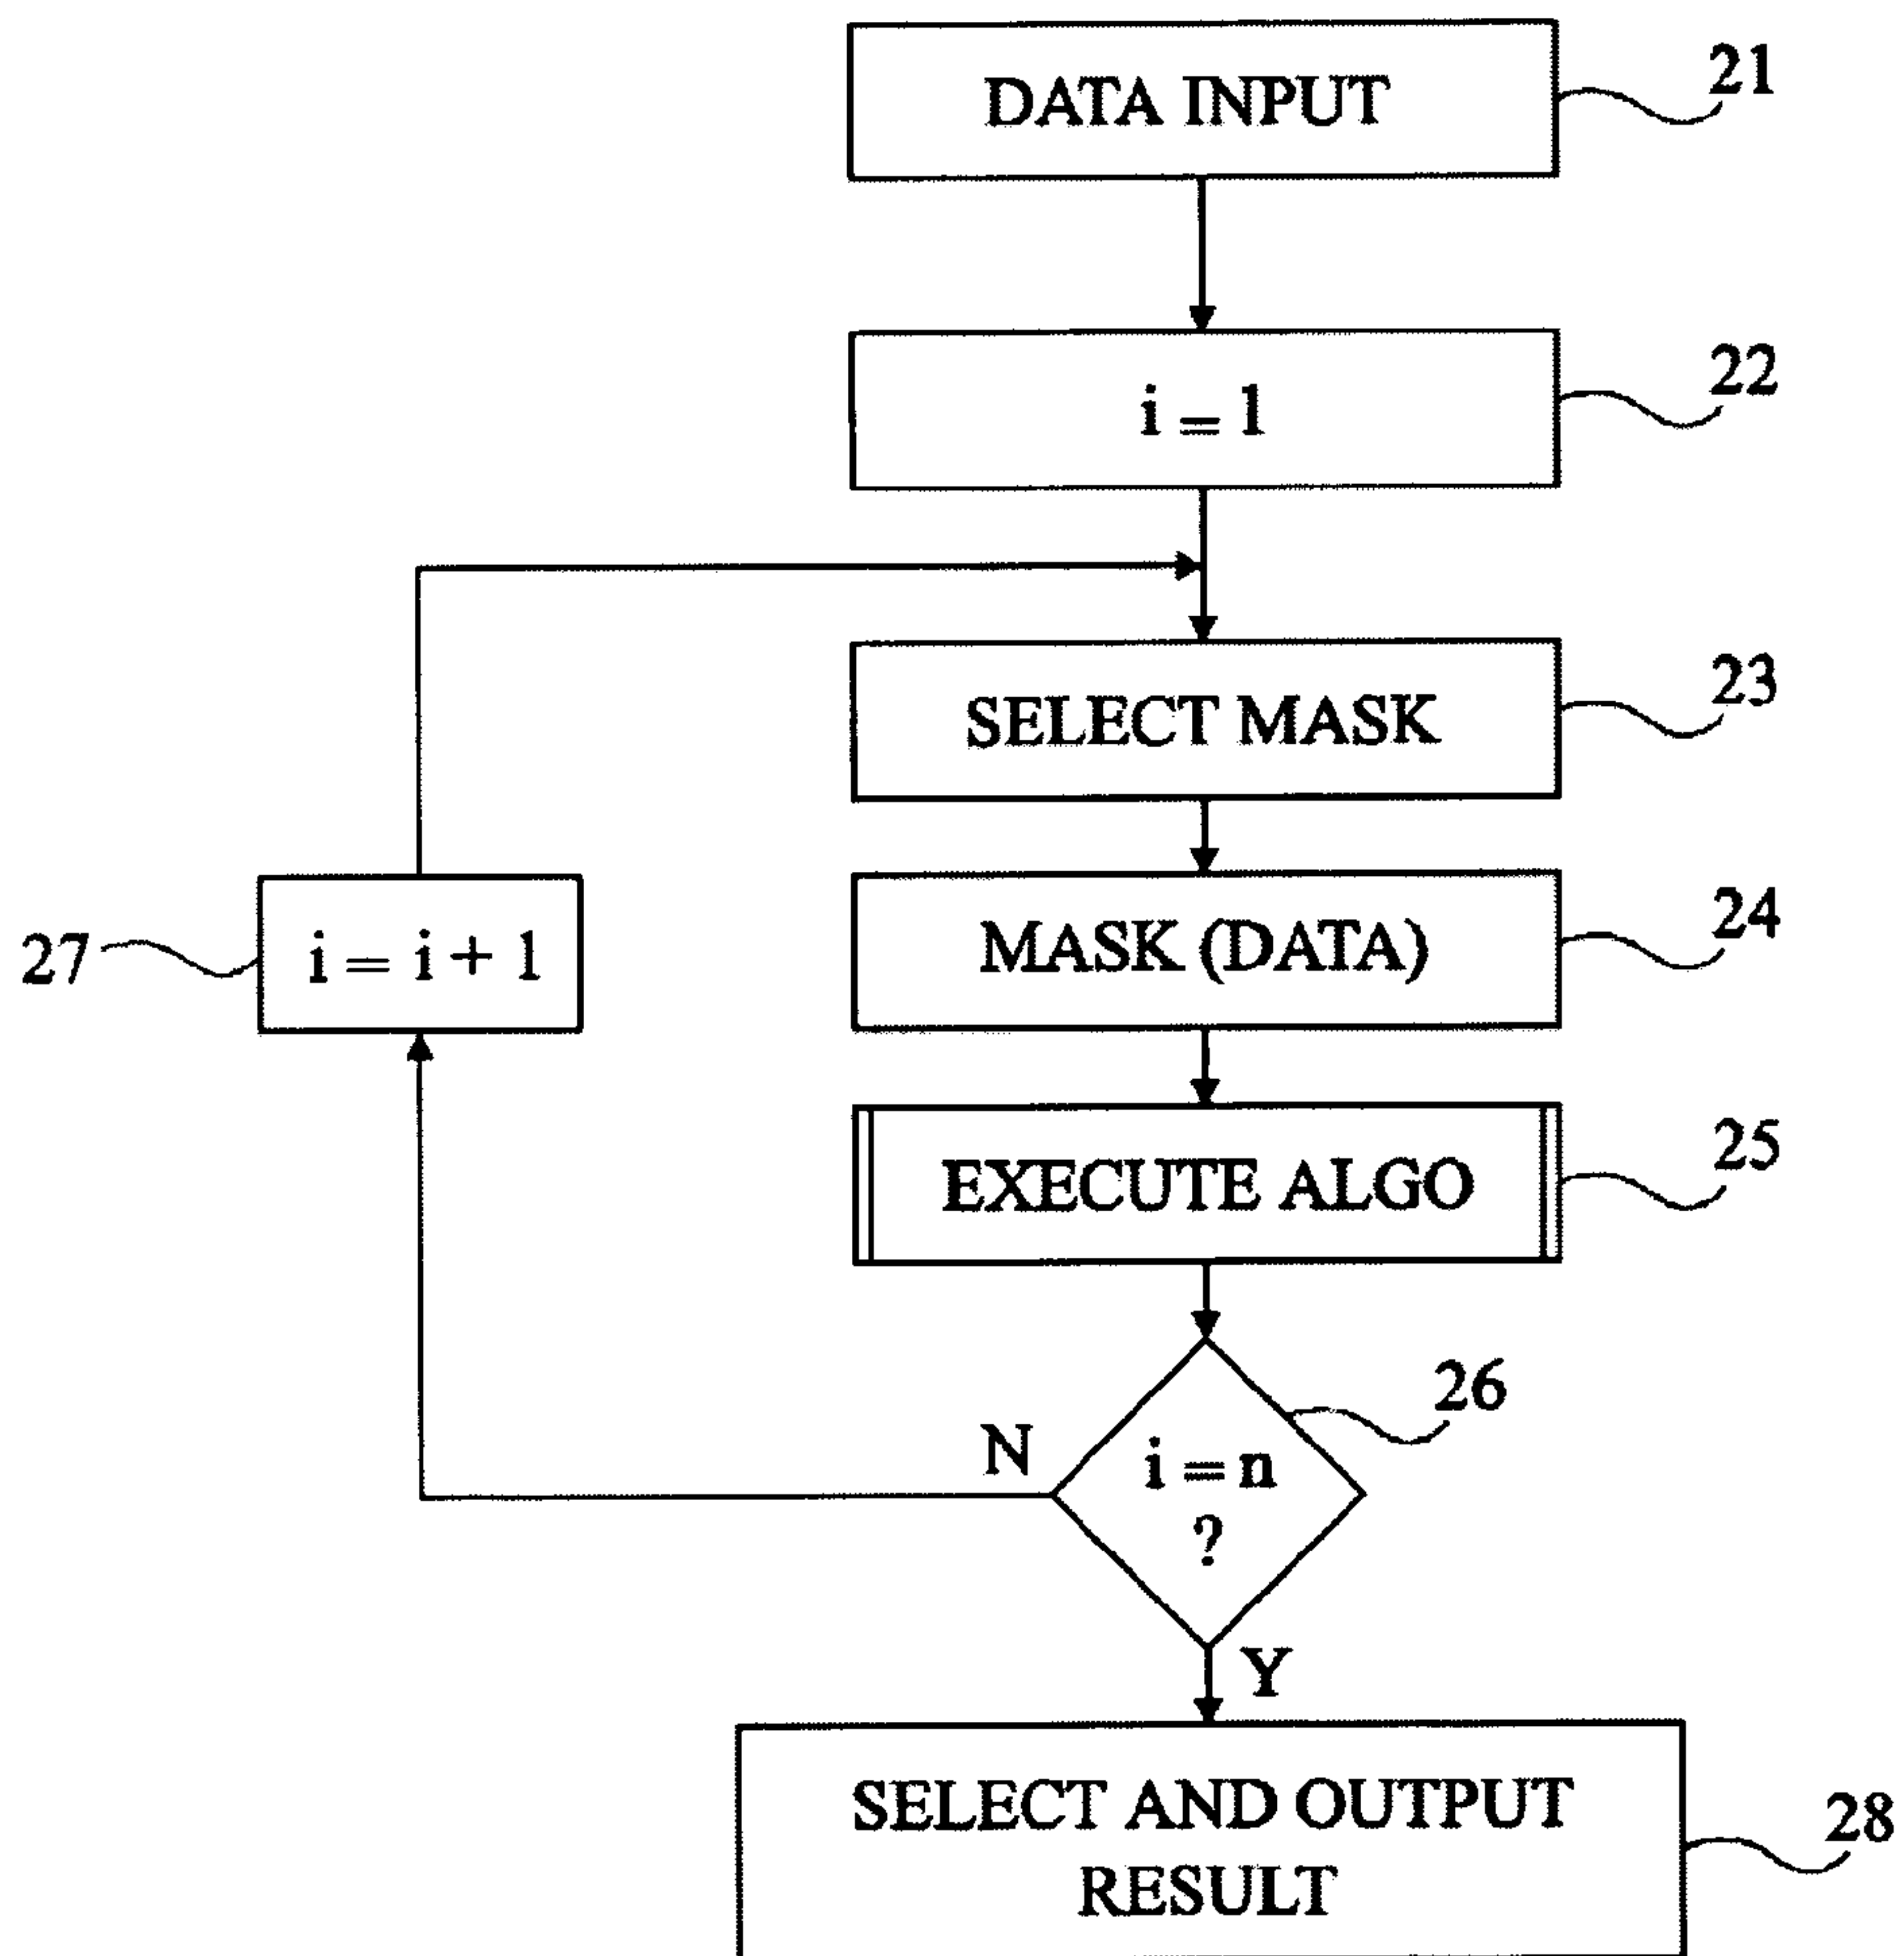 DATA INPUT
21
i = 1
22
SELECT MASK
23
MASK (DATA)
24
27
i = i + 1
EXECUTE ALGO
25
26
N
i = n
?
Y
SELECT AND OUTPUT
RESULT
28